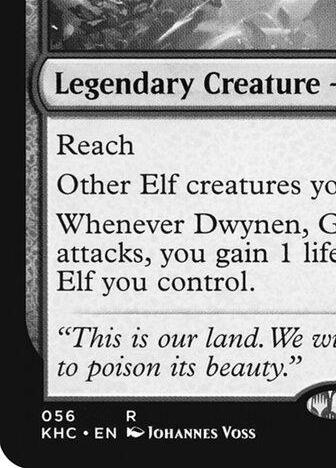 Legendary Creature –
Reach
Other Elf creatures yo
Whenever Dwynen, G
attacks, you gain 1 life
Elf you control.
“This is our land. We wi
to poison its beauty.”
056 R
KHC • EN Johannes Voss